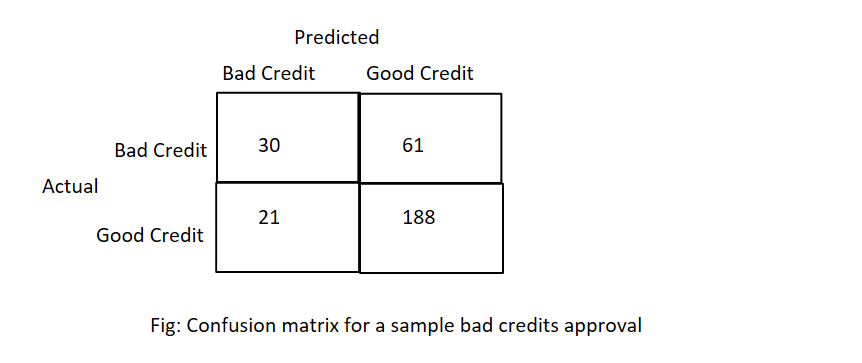 Predicted
Bad Credit Good Credit
Bad Credit 30 61
Actual
Good Credit 21 188
Fig: Confusion matrix for a sample bad credits approval